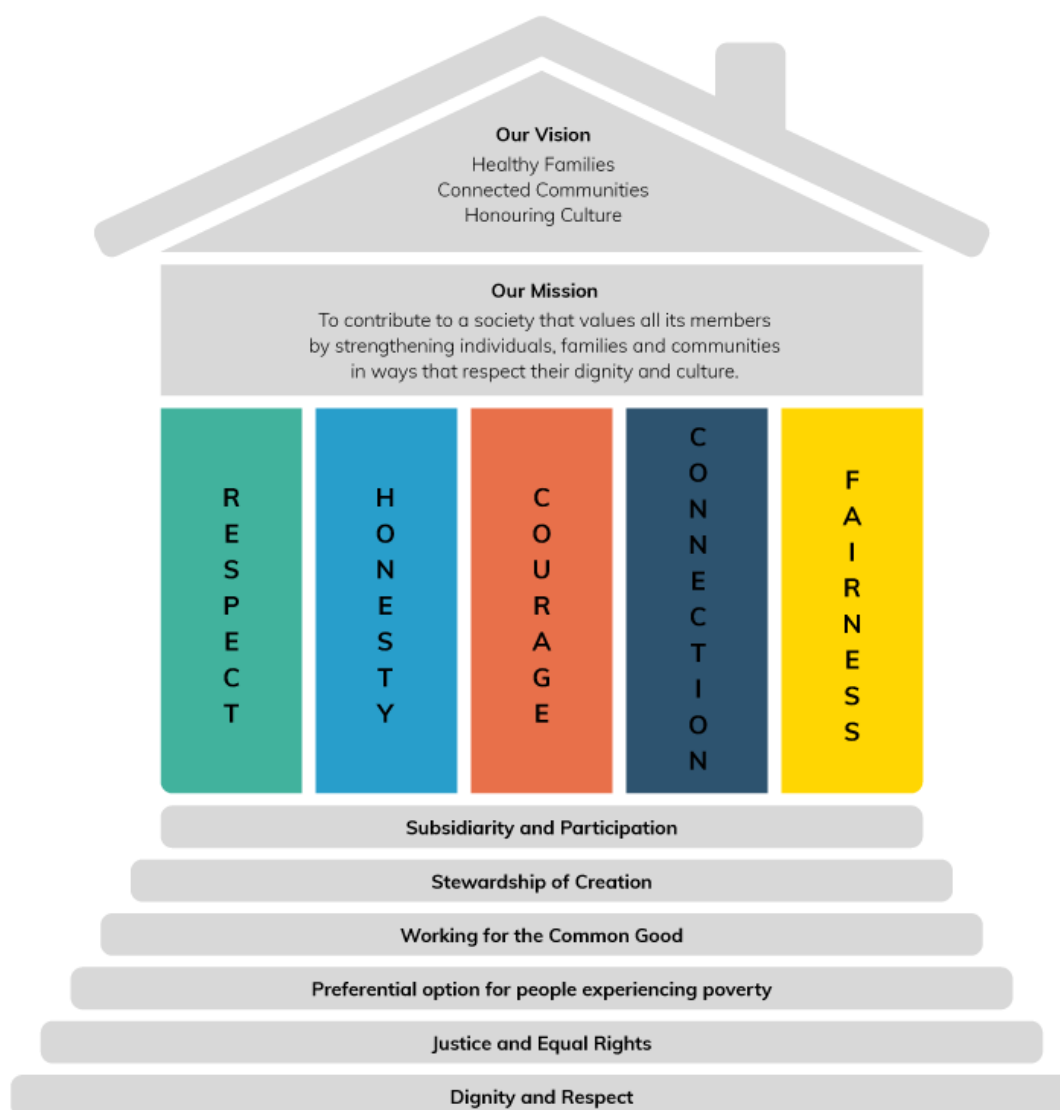 Our Vision
Healthy Families
Connected Communities
Honouring Culture
Our Mission
To contribute to a society that values all its members
by strengthening individuals, families and communities
in ways that respect their dignity and culture.
RESPECT
HONESTY
COURAGE
CONNECTION
FAIRNESS
Subsidiarity and Participation
Stewardship of Creation
Working for the Common Good
Preferential option for people experiencing poverty
Justice and Equal Rights
Dignity and Respect